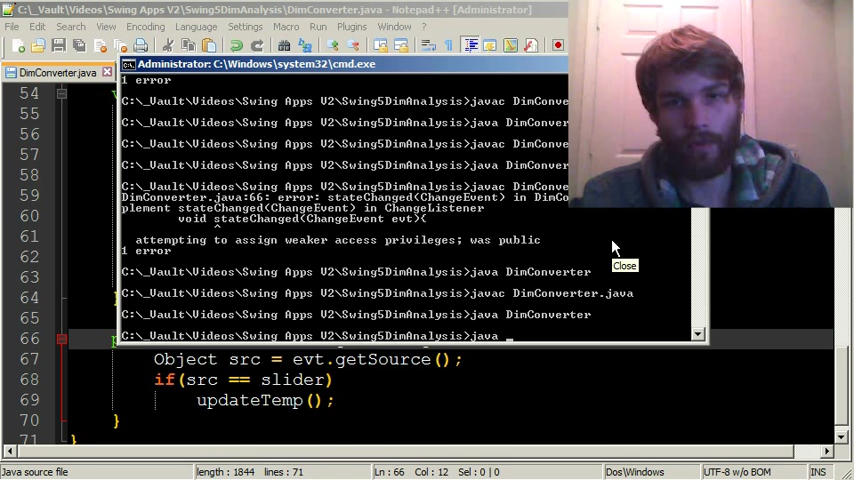 C:\_Vault\Videos\Swing Apps V2\Swing5DimAnalysis\DimConverter.java - Notepad++ [Administrator]
File Edit Search View Encoding Language Settings Macro Run Plugins Window ?
DimConverter.java
Administrator: C:\Windows\system32\cmd.exe
1 error
C:\_Vault\Videos\Swing Apps V2\Swing5DimAnalysis>javac DimConve
C:\_Vault\Videos\Swing Apps V2\Swing5DimAnalysis>java DimConver
C:\_Vault\Videos\Swing Apps V2\Swing5DimAnalysis>javac DimConve
C:\_Vault\Videos\Swing Apps V2\Swing5DimAnalysis>java DimConver
C:\_Vault\Videos\Swing Apps V2\Swing5DimAnalysis>javac DimConve
DimConverter.java:66: error: stateChanged(ChangeEvent) in DimCo
plement stateChanged(ChangeEvent) in ChangeListener
void stateChanged(ChangeEvent evt){
^
attempting to assign weaker access privileges; was public
1 error
C:\_Vault\Videos\Swing Apps V2\Swing5DimAnalysis>java DimConverter
C:\_Vault\Videos\Swing Apps V2\Swing5DimAnalysis>javac DimConverter.java
C:\_Vault\Videos\Swing Apps V2\Swing5DimAnalysis>java DimConverter
C:\_Vault\Videos\Swing Apps V2\Swing5DimAnalysis>java _
Close
54
55
56
57
58
59
60
61
62
63
64
65
66
67 Object src = evt.getSource();
68 if(src == slider)
69 updateTemp();
70 }
71 }
Java source file length : 1844 lines : 71 Ln : 66 Col : 12 Sel : 0 | 0 Dos\Windows UTF-8 w/o BOM INS